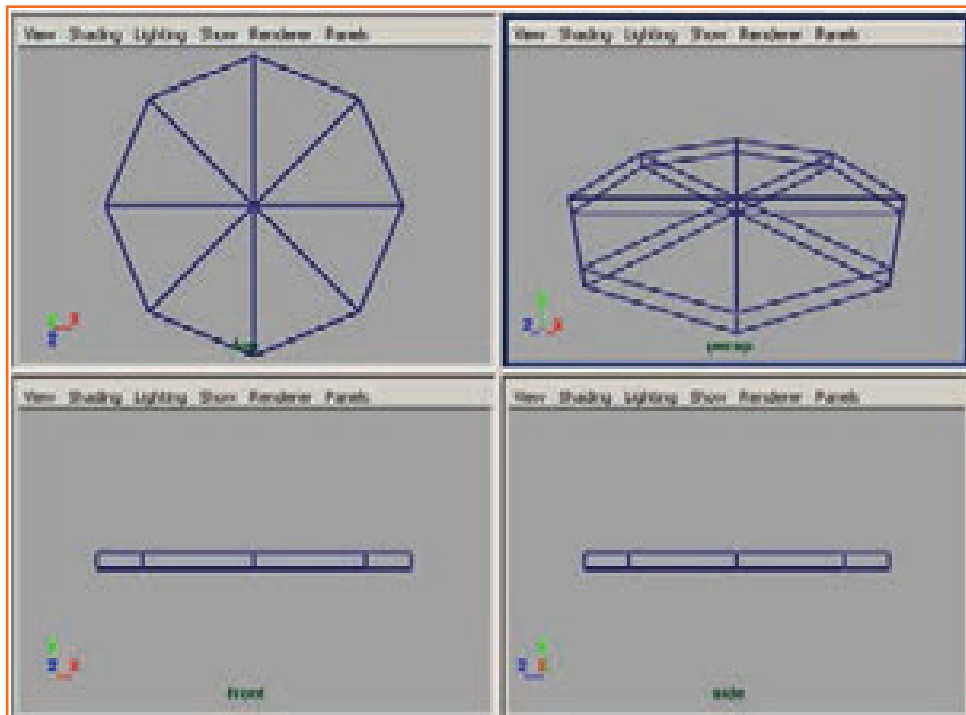 View Shading Lighting Show Renderer Panels
View Shading Lighting Show Renderer Panels
top
persp
View Shading Lighting Show Renderer Panels
View Shading Lighting Show Renderer Panels
front
side